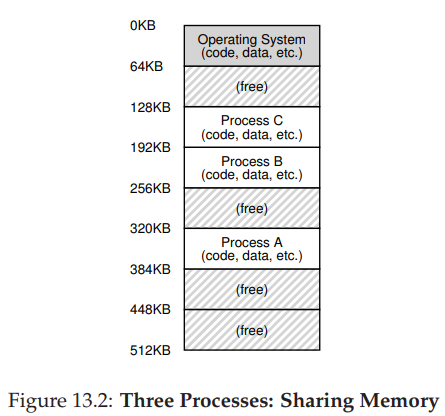 0KB
Operating System
(code, data, etc.)
64KB
(free)
128KB
Process C
(code, data, etc.)
192KB
Process B
(code, data, etc.)
256KB
(free)
320KB
Process A
(code, data, etc.)
384KB
(free)
448KB
(free)
512KB
Figure 13.2: Three Processes: Sharing Memory